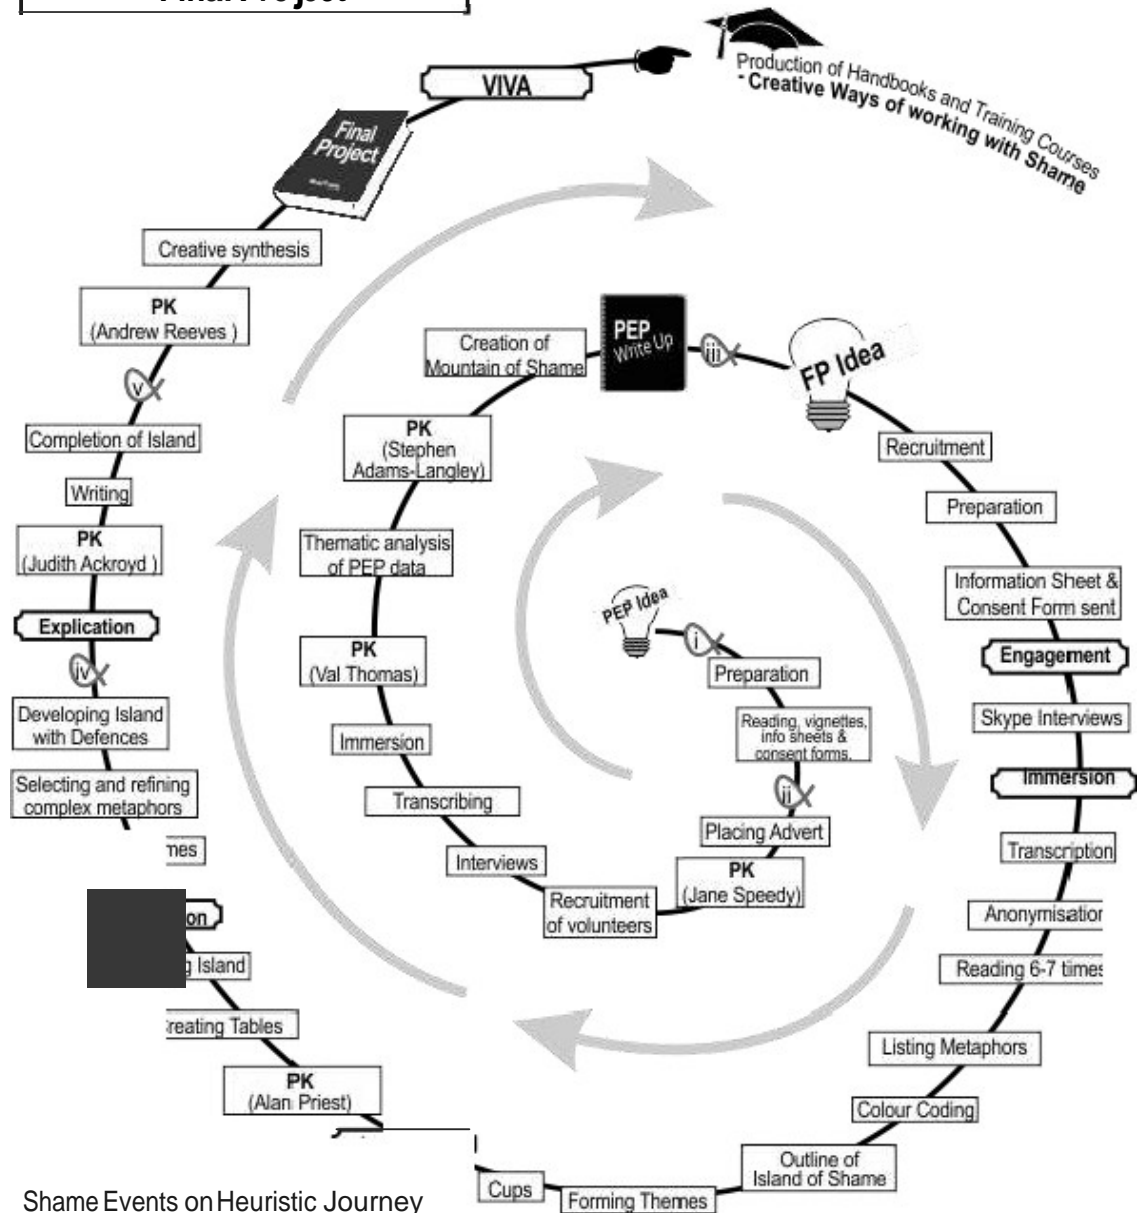 Final Project
VIVA
Production of Handbooks and Training Courses
- Creative Ways of working with Shame
Final
Project
Creative synthesis
PK
(Andrew Reeves )
v
Completion of Island
Writing
PK
(Judith Ackroyd )
Explication
iv
Developing Island
with Defences
Selecting and refining
complex metaphors
mes
on
g Island
reating Tables
PK
(Alan Priest)
Cups
Forming Themes
Outline of
Island of Shame
Colour Coding
Listing Metaphors
Reading 6-7 times
Anonymisation
Transcription
Immersion
Skype Interviews
Engagement
Information Sheet &
Consent Form sent
Preparation
Recruitment
FP Idea
iii
PEP
Write Up
Creation of
Mountain of Shame
PK
(Stephen
Adams-Langley)
Thematic analysis
of PEP data
PK
(Val Thomas)
Immersion
Transcribing
Interviews
Recruitment
of volunteers
PK
(Jane Speedy)
Placing Advert
ii
Reading, vignettes,
info sheets &
consent forms.
Preparation
i
PEP Idea
Shame Events on Heuristic Journey